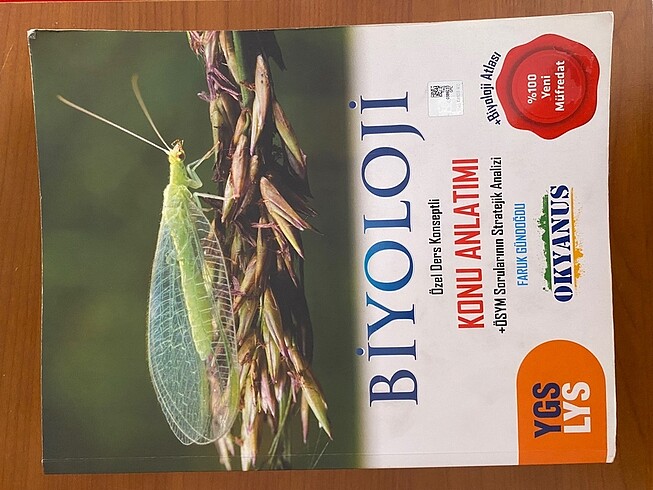 +Biyoloji Atlası
%100
Yeni
Müfredat
BİYOLOJİ
Özel Ders Konseptli
KONU ANLATIMI
+ÖSYM Sorularının Stratejik Analizi
FARUK GÜNDOĞDU
OKYANUS
YGS
LYS